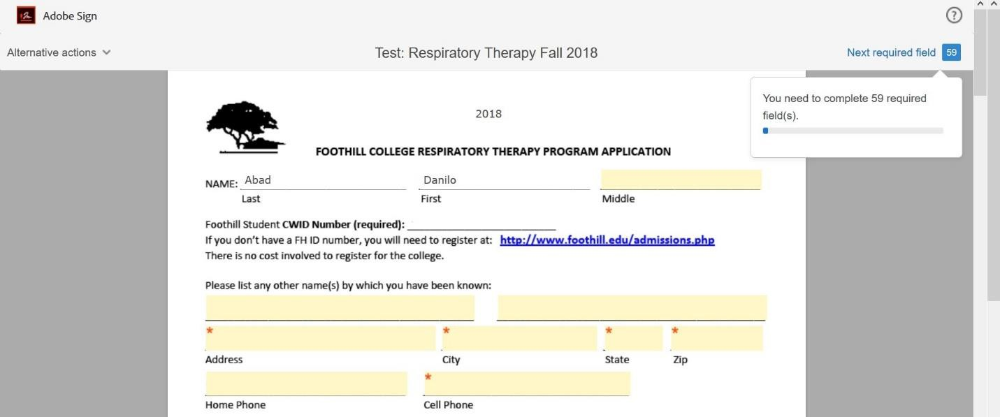 Adobe Sign
?
Alternative actions
Test: Respiratory Therapy Fall 2018
Next required field 59
You need to complete 59 required
field(s).
2018
FOOTHILL COLLEGE RESPIRATORY THERAPY PROGRAM APPLICATION
NAME: Abad Danilo
Last First Middle
Foothill Student CWID Number (required):
If you don't have a FH ID number, you will need to register at: http://www.foothill.edu/admissions.php
There is no cost involved to register for the college.
Please list any other name(s) by which you have been known:
* * * *
Address City State Zip
*
Home Phone Cell Phone